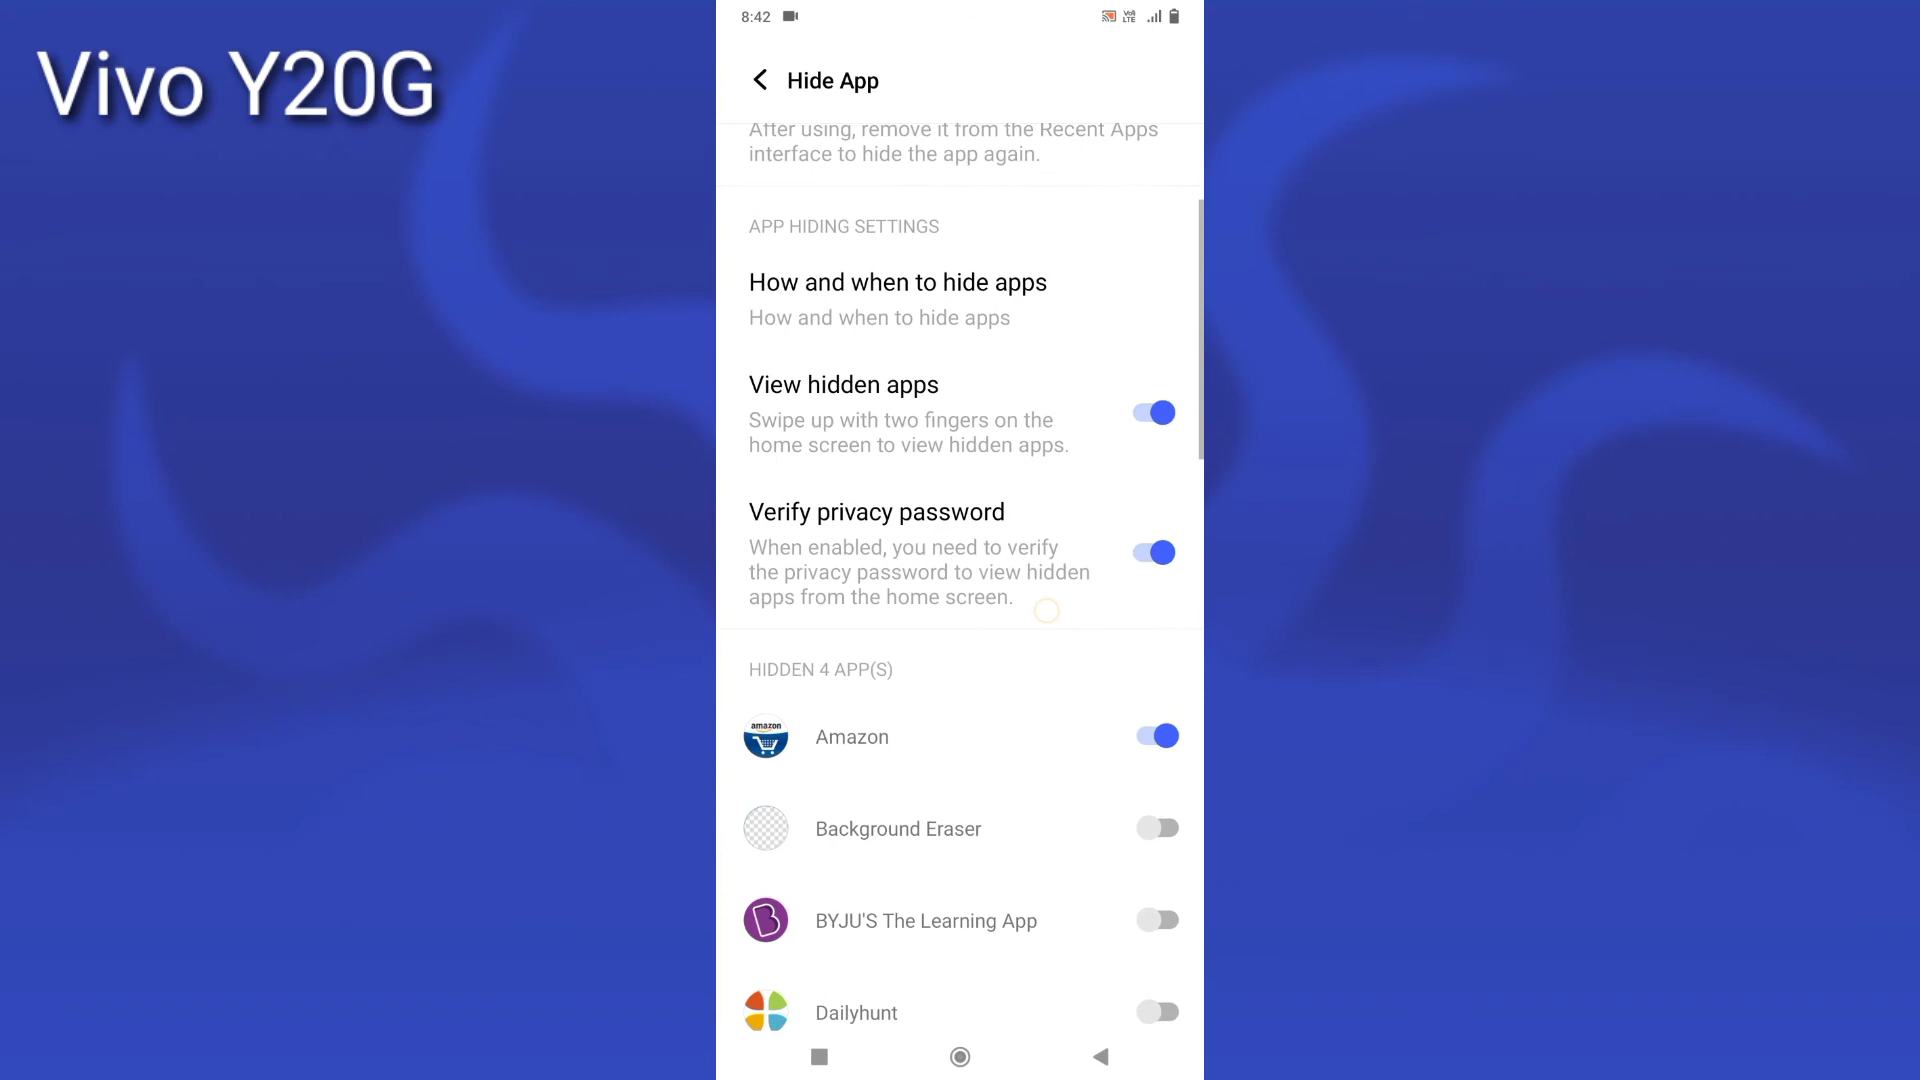 Vivo Y20G
8:42
Vo)
LTE
Hide App
After using, remove it from the Recent Apps
interface to hide the app again.
APP HIDING SETTINGS
How and when to hide apps
How and when to hide apps
View hidden apps
Swipe up with two fingers on the
home screen to view hidden apps.
Verify privacy password
When enabled, you need to verify
the privacy password to view hidden
apps from the home screen.
HIDDEN 4 APP(S)
amazon
Amazon
Background Eraser
BYJU'S The Learning App
Dailyhunt